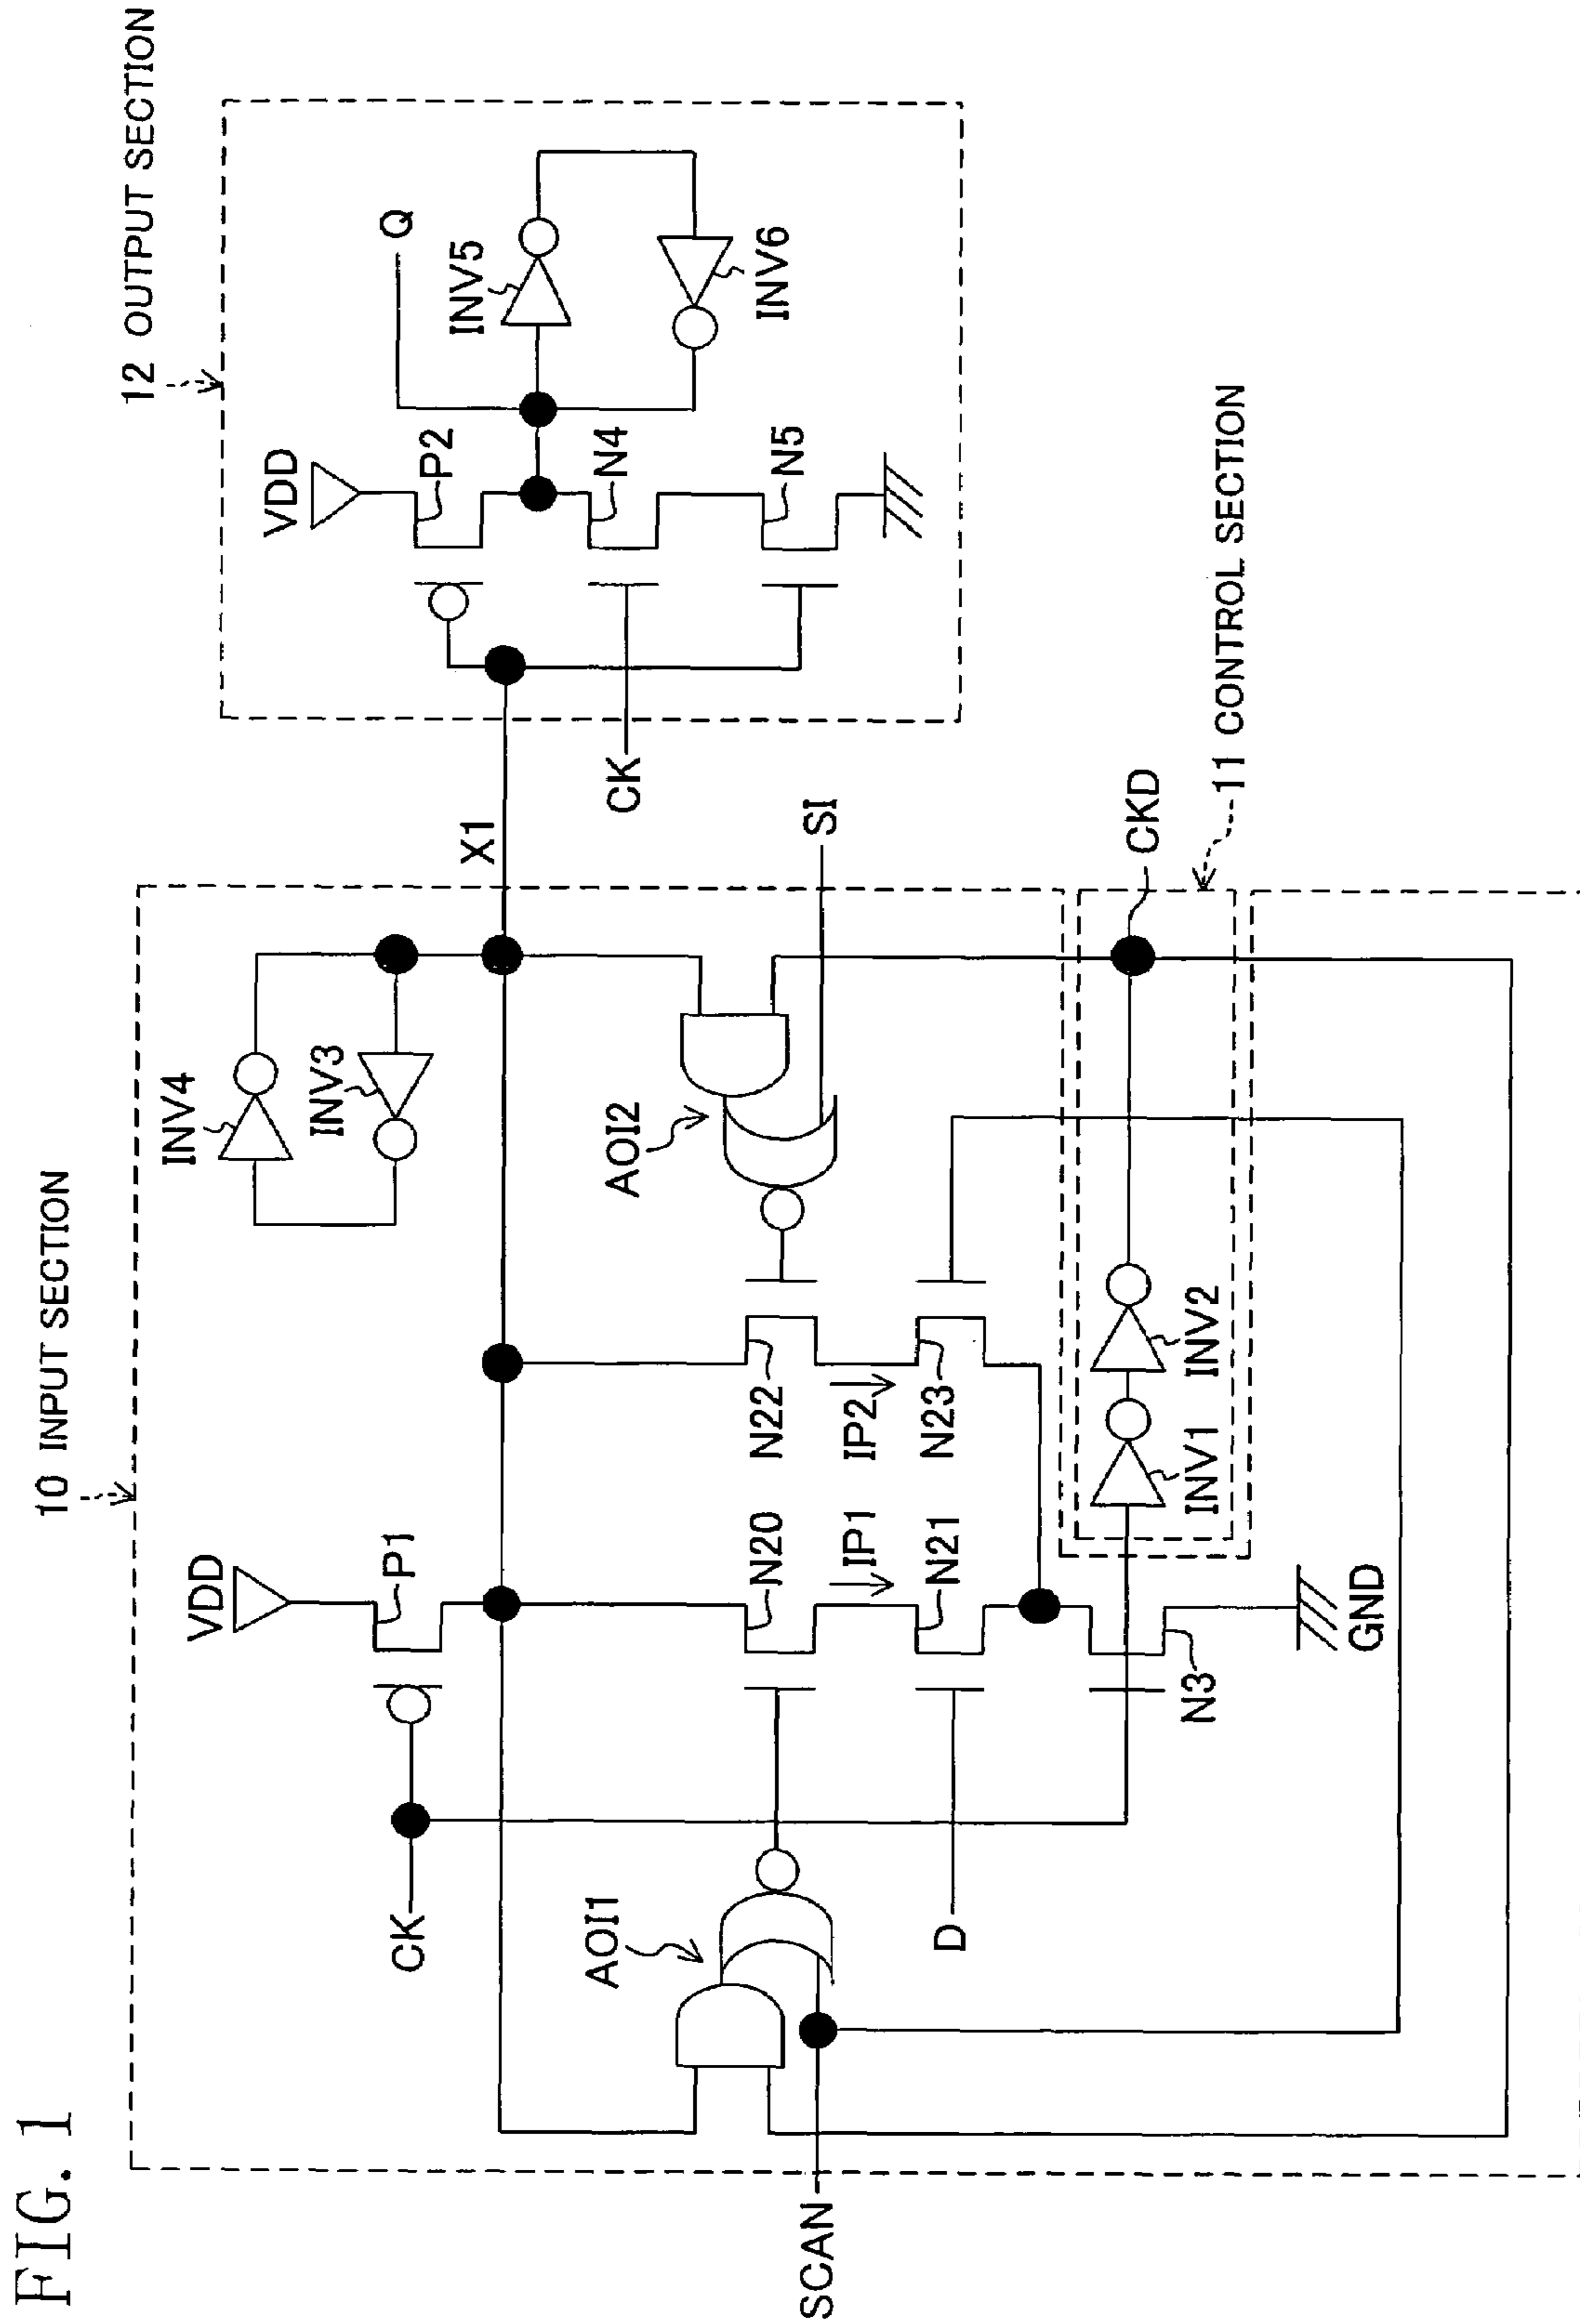 FIG. 1
10 INPUT SECTION
12 OUTPUT SECTION
VDD
P1
CK
INV4
INV3
X1
AOI1
N20
IP1
N22
IP2
AOI2
SI
D
N21
N23
SCAN
N3
GND
INV1
INV2
CKD
11 CONTROL SECTION
VDD
P2
Q
INV5
INV6
N4
CK
N5